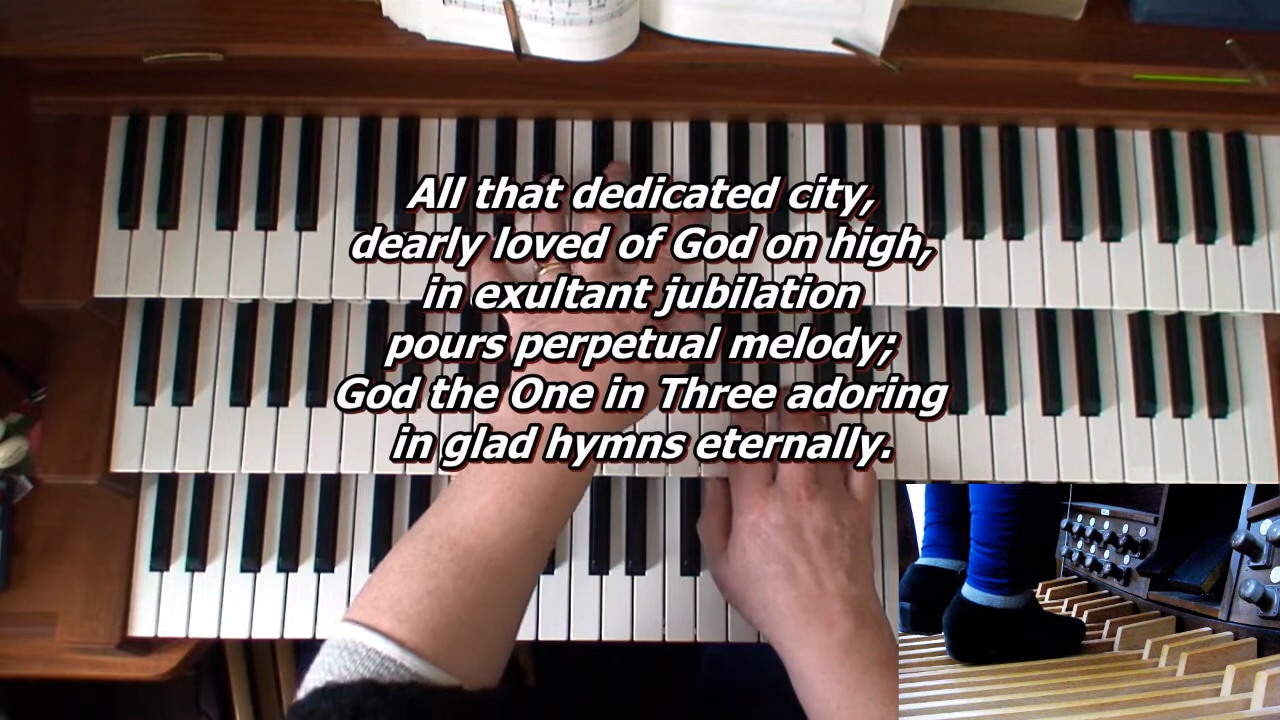 All that dedicated city,
dearly loved of God on high,
in exultant jubilation
pours perpetual melody;
God the One in Three adoring
in glad hymns eternally.